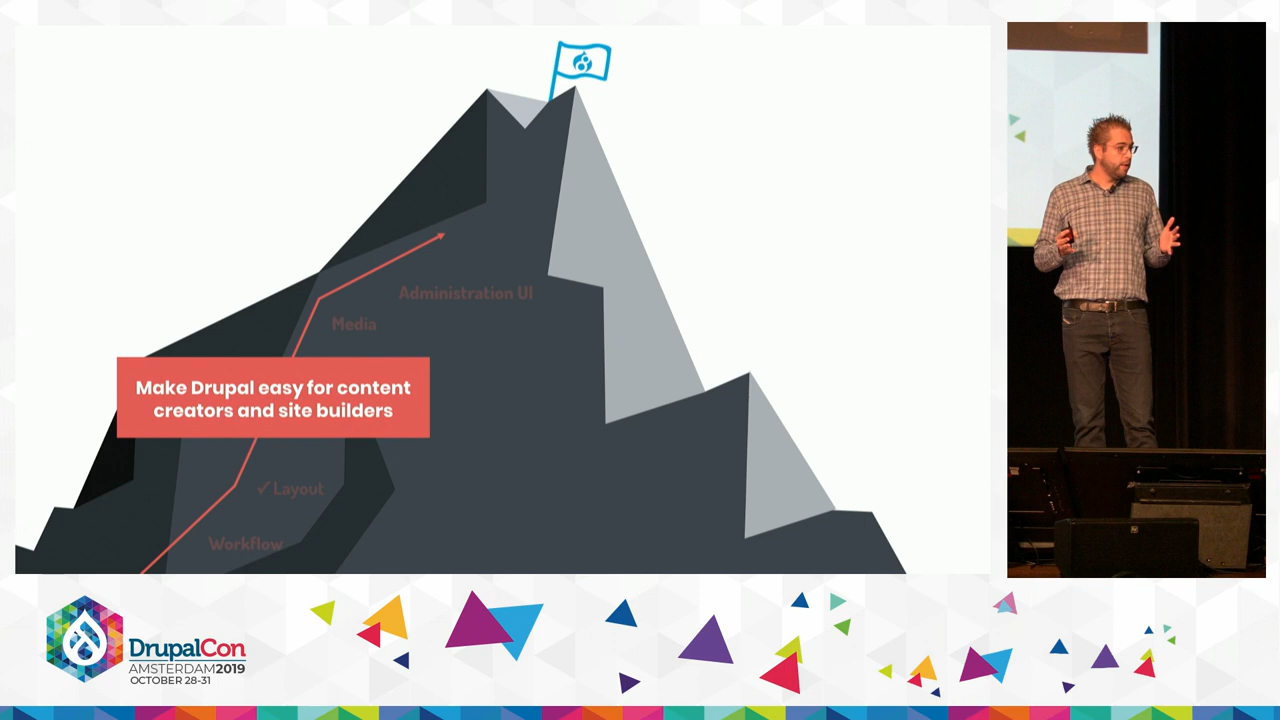 Administration UI
Media
Make Drupal easy for content
creators and site builders
✓ Layout
Workflow
DrupalCon
AMSTERDAM2019
OCTOBER 28-31